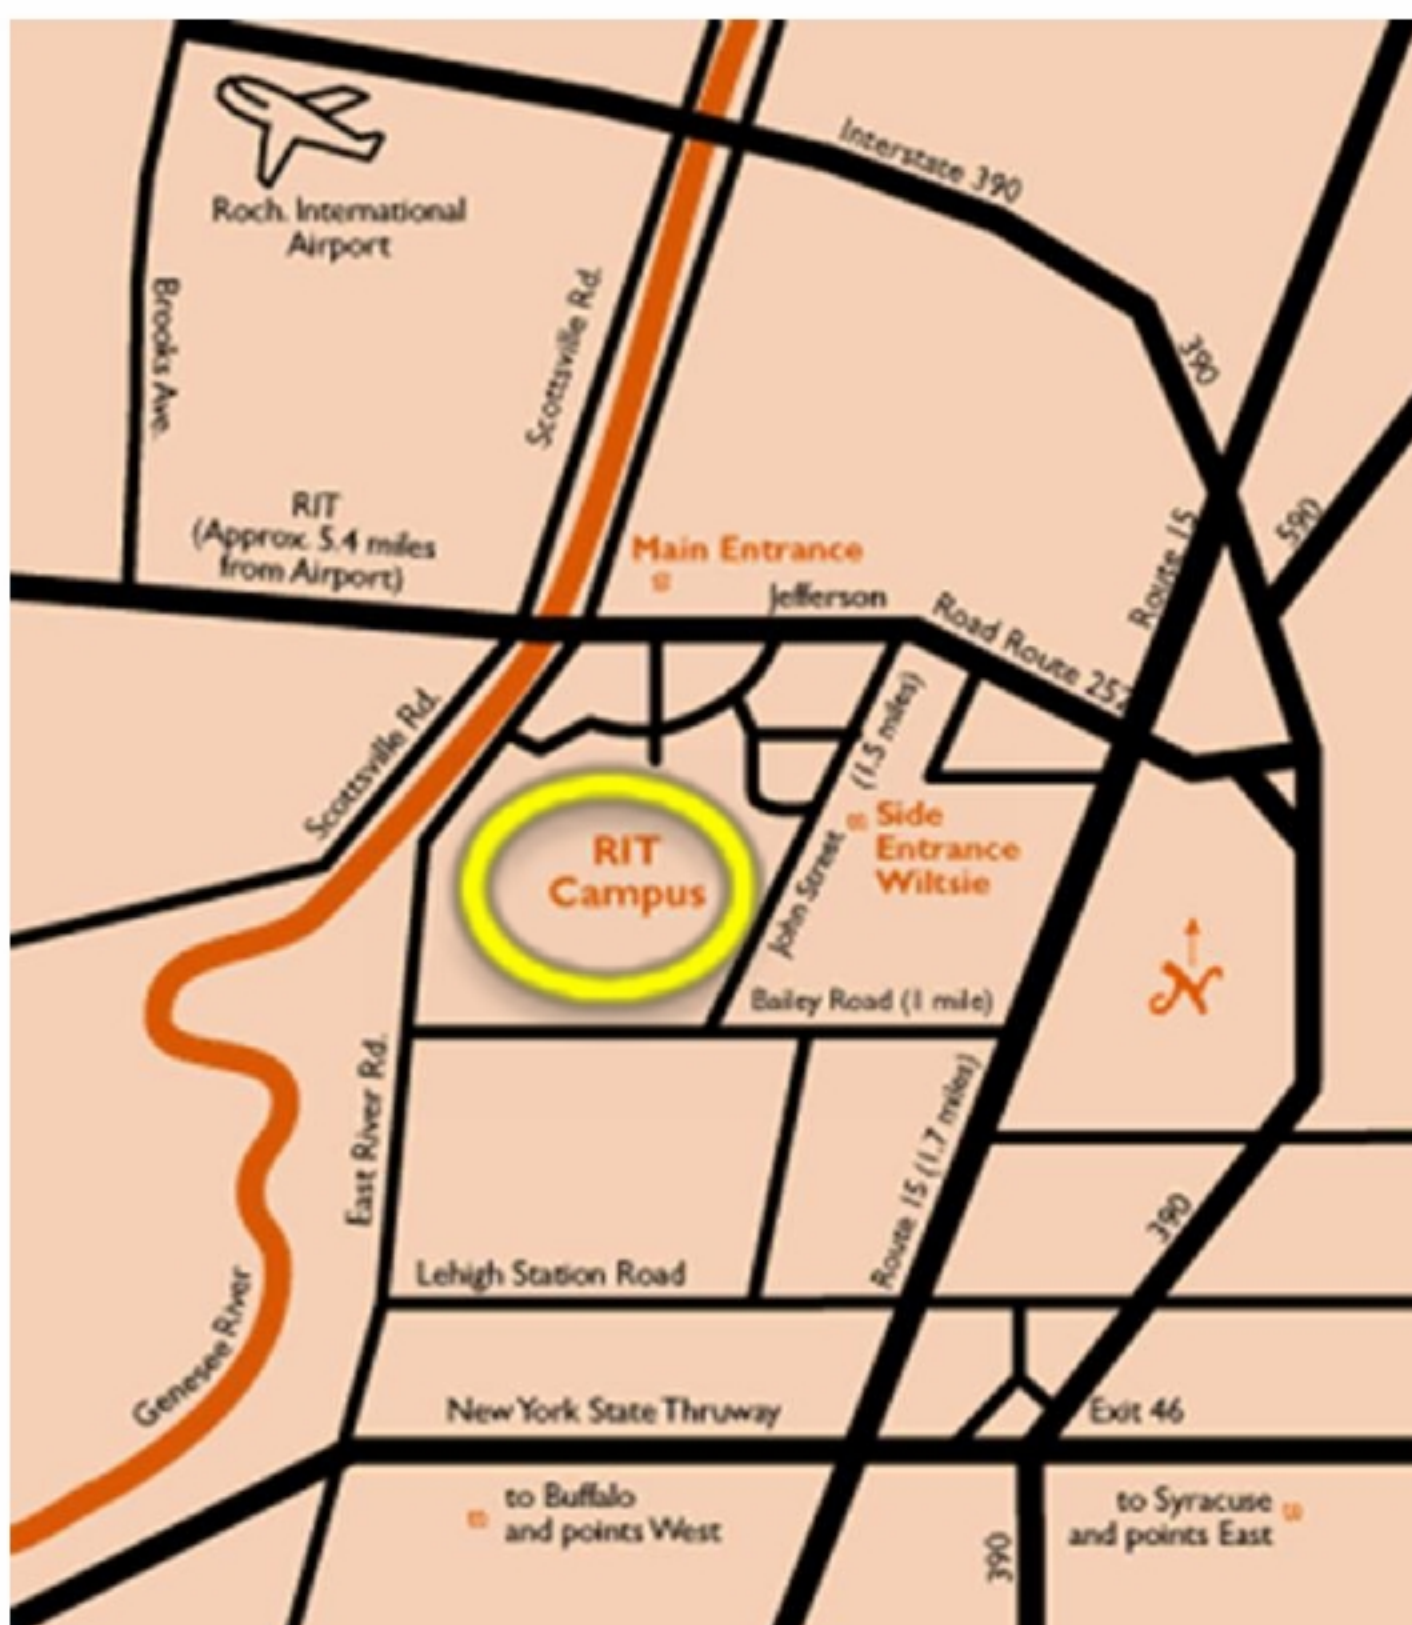 Interstate 390
Roch. International
Airport
Scottsville Rd.
Brooks Ave.
390
RIT
(Approx. 5.4 miles
from Airport)
590
Route 15
Main Entrance
Jefferson
Road Route 252
Scottsville Rd.
(1.5 miles)
John Street
Side
Entrance
Wiltsie
RIT
Campus
N
Bailey Road (1 mile)
East River Rd.
Route 15 (1.7 miles)
390
Lehigh Station Road
Genesee River
New York State Thruway
Exit 46
to Buffalo
and points West
to Syracuse
and points East
390